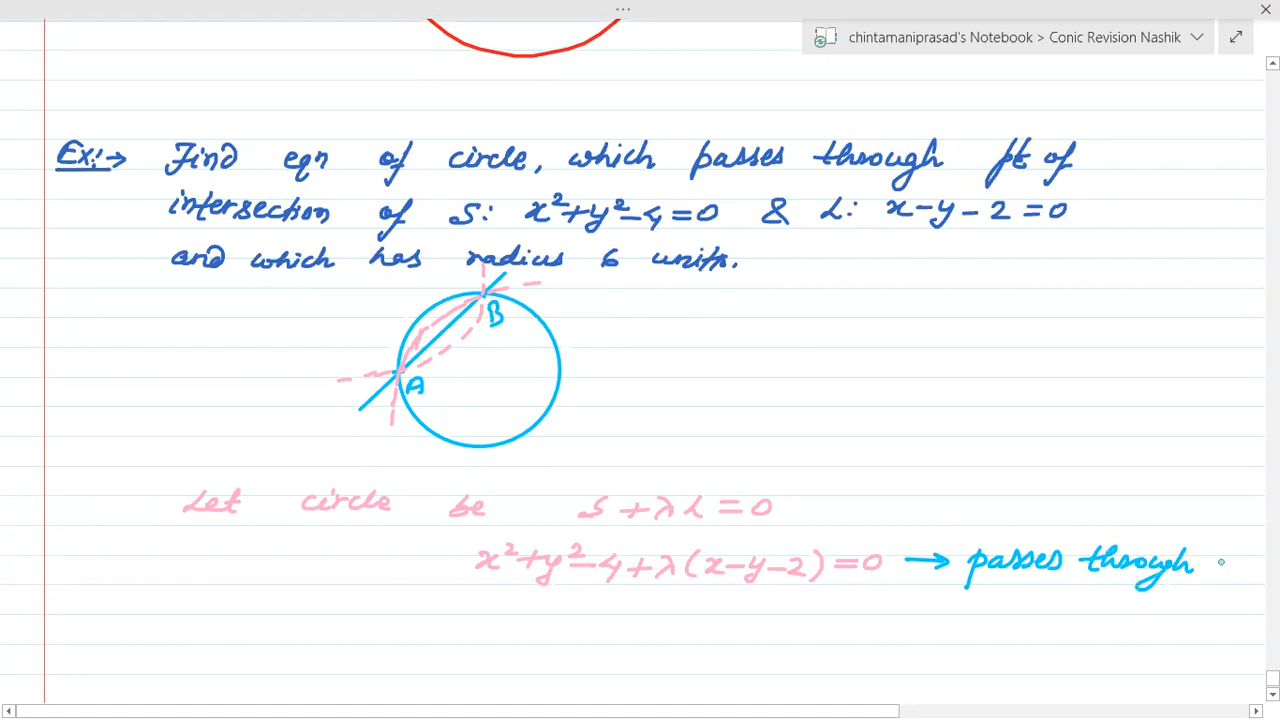 chintamaniprasad's Notebook > Conic Revision Nashik
Ex:→ Find eqn of circle, which passes through pt of
intersection of S: x²+y²-4=0 & L: x-y-2=0
and which has radius 6 units.
B
A
Let circle be S+λL=0
x²+y²-4+λ(x-y-2)=0 → passes through